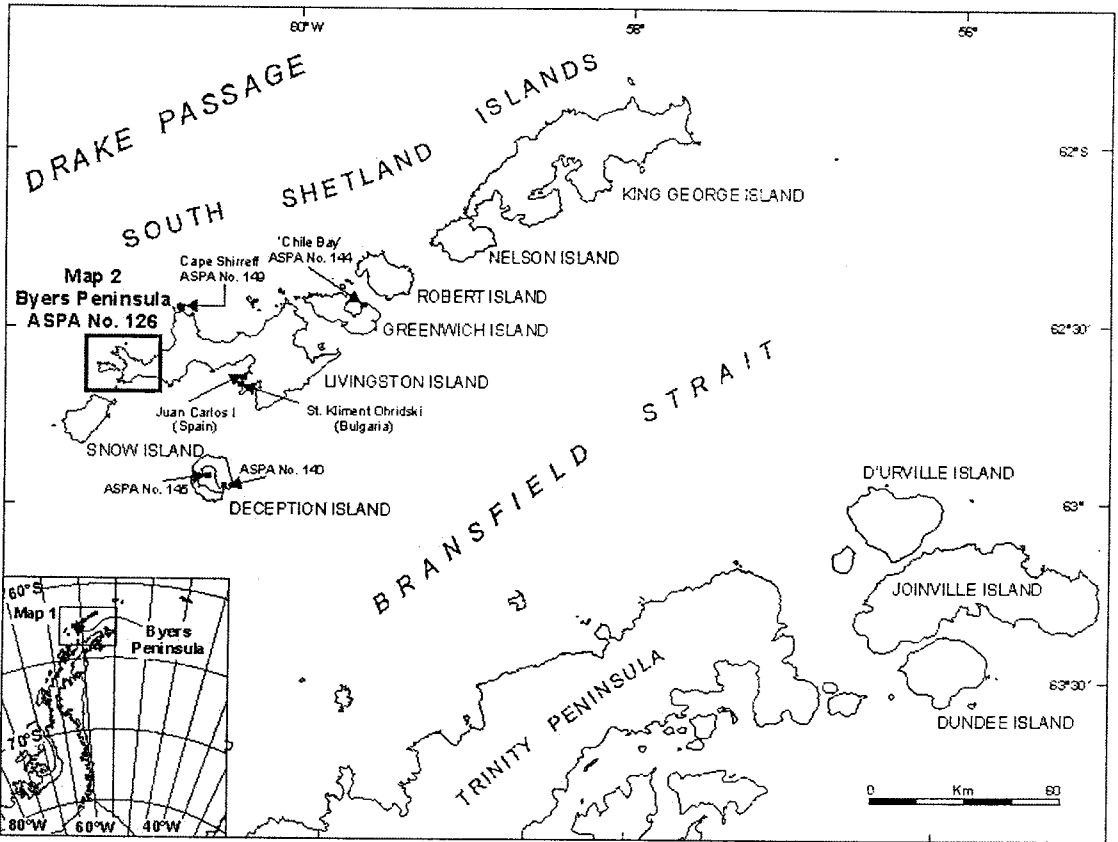 60°W
58°
56°
DRAKE PASSAGE
SOUTH SHETLAND ISLANDS
62°S
KING GEORGE ISLAND
'Chile Bay'
ASPA No. 144
NELSON ISLAND
Cape Shirreff
ASPA No. 149
Map 2
Byers Peninsula
ASPA No. 126
ROBERT ISLAND
GREENWICH ISLAND
62°30'
LIVINGSTON ISLAND
Juan Carlos I
(Spain)
St. Kliment Ohridski
(Bulgaria)
SNOW ISLAND
ASPA No. 140
ASPA No. 145
DECEPTION ISLAND
BRANSFIELD STRAIT
D'URVILLE ISLAND
63°
JOINVILLE ISLAND
60°S
Map 1
Byers
Peninsula
70°S
80°W 60°W 40°W
TRINITY PENINSULA
63°30'
DUNDEE ISLAND
0 Km 60